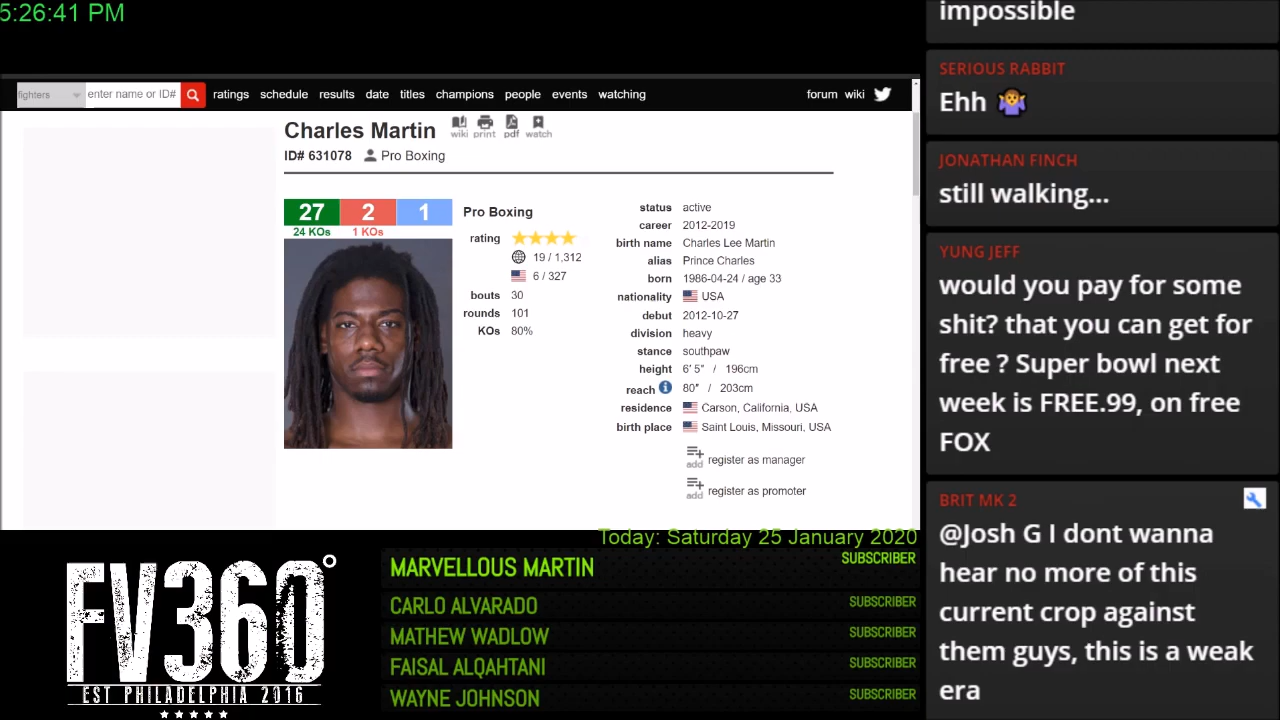 5:26:41 PM
fighters enter name or ID# ratings schedule results date titles champions people events watching forum wiki
Charles Martin wiki print pdf watch
ID# 631078 Pro Boxing
27 2 1
24 KOs 1 KOs
Pro Boxing
rating
19 / 1,312
6 / 327
bouts 30
rounds 101
KOs 80%
status active
career 2012-2019
birth name Charles Lee Martin
alias Prince Charles
born 1986-04-24 / age 33
nationality USA
debut 2012-10-27
division heavy
stance southpaw
height 6′ 5″ / 196cm
reach 80″ / 203cm
residence Carson, California, USA
birth place Saint Louis, Missouri, USA
add register as manager
add register as promoter
Today: Saturday 25 January 2020
FV360°
EST PHILADELPHIA 2016
MARVELLOUS MARTIN SUBSCRIBER
CARLO ALVARADO SUBSCRIBER
MATHEW WADLOW SUBSCRIBER
FAISAL ALQAHTANI SUBSCRIBER
WAYNE JOHNSON SUBSCRIBER
impossible
SERIOUS RABBIT
Ehh 🤷‍♀️
JONATHAN FINCH
still walking...
YUNG JEFF
would you pay for some
shit? that you can get for
free ? Super bowl next
week is FREE.99, on free
FOX
BRIT MK 2
@Josh G I dont wanna
hear no more of this
current crop against
them guys, this is a weak
era